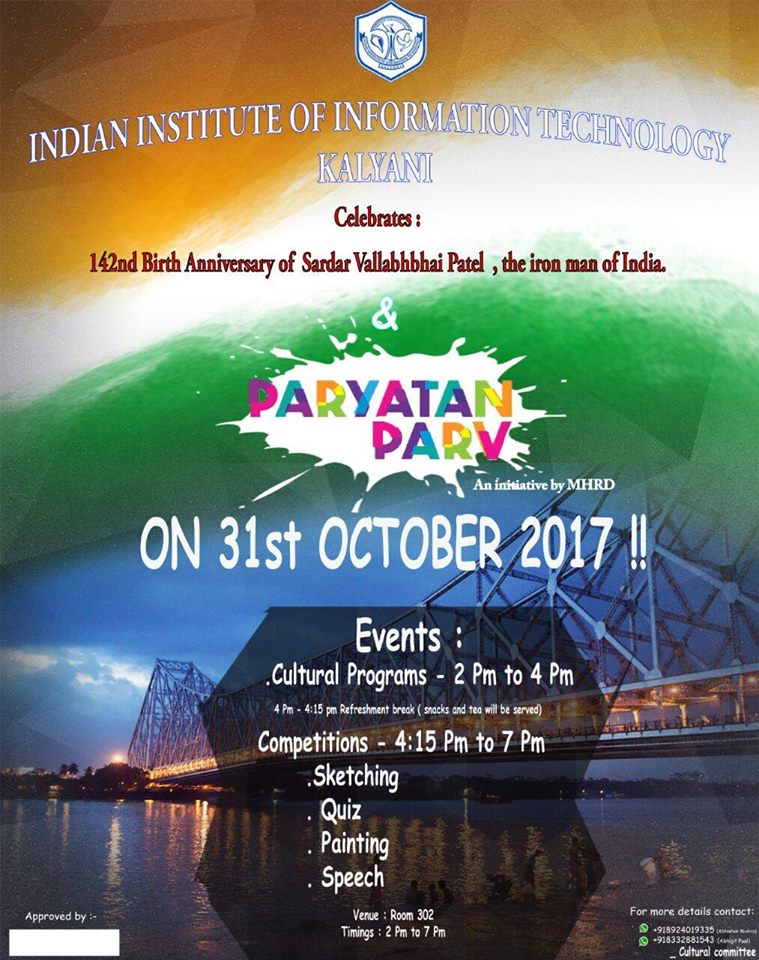 INDIAN INSTITUTE OF INFORMATION TECHNOLOGY
KALYANI
Celebrates :
142nd Birth Anniversary of Sardar Vallabhbhai Patel , the iron man of India.
&
PARYATAN
PARV
An initiative by MHRD
ON 31st OCTOBER 2017 !!
Events :
.Cultural Programs - 2 Pm to 4 Pm
4 Pm - 4:15 pm Refreshment break ( snacks and tea will be served)
Competitions - 4:15 Pm to 7 Pm
.Sketching
. Quiz
. Painting
. Speech
Approved by :-
Venue : Room 302
Timings : 2 Pm to 7 Pm
For more details contact:
+918924019335 (Abhishek Mishra)
+918332881543 (Abhijit Paul)
_ Cultural committee